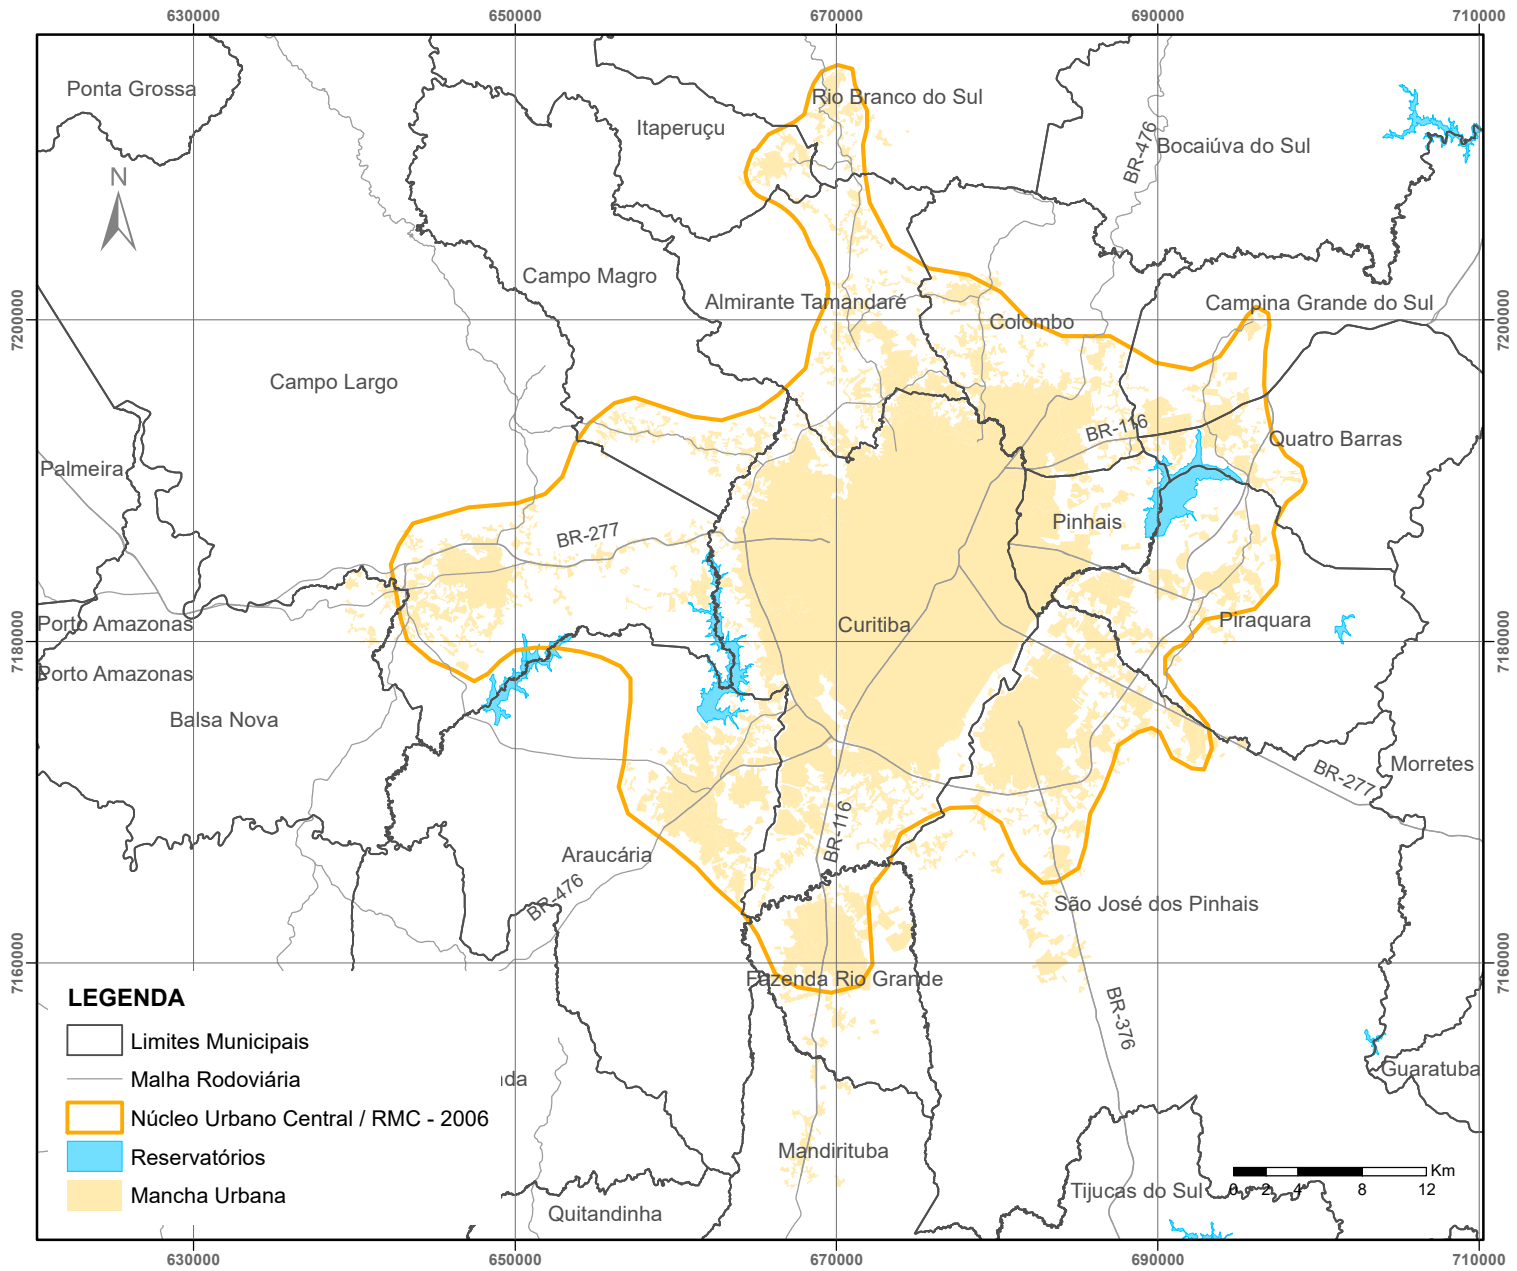 630000
650000
670000
690000
710000
Ponta Grossa
Rio Branco do Sul
Itaperuçu
BR-476
Bocaiúva do Sul
N
Campo Magro
Almirante Tamandaré
Campina Grande do Sul
Colombo
7200000
7200000
Campo Largo
BR-116
Quatro Barras
Palmeira
Pinhais
BR-277
Porto Amazonas
Curitiba
Piraquara
7180000
7180000
Porto Amazonas
Balsa Nova
Morretes
BR-277
BR-116
Araucária
BR-476
São José dos Pinhais
7160000
7160000
Fazenda Rio Grande
BR-376
LEGENDA
Limites Municipais
Malha Rodoviária
Núcleo Urbano Central / RMC - 2006
Reservatórios
Mancha Urbana
da
Guaratuba
Mandirituba
Tijucas do Sul
Quitandinha
Km
0 2 4 8 12
630000
650000
670000
690000
710000